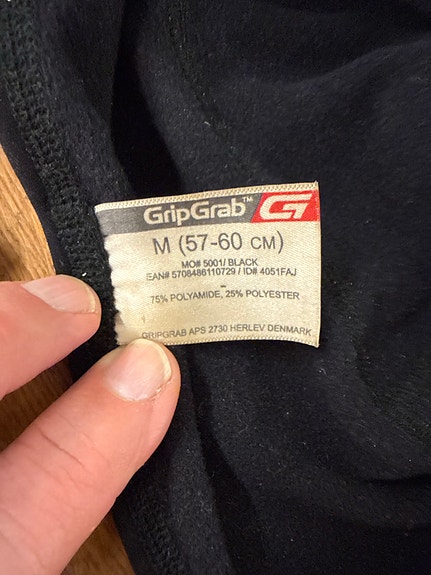 GripGrab™ G
M (57-60 CM)
MO# 5001/ BLACK
EAN# 5708486110729 / ID# 4051FAJ
-
75% POLYAMIDE, 25% POLYESTER
GRIPGRAB APS 2730 HERLEV DENMARK